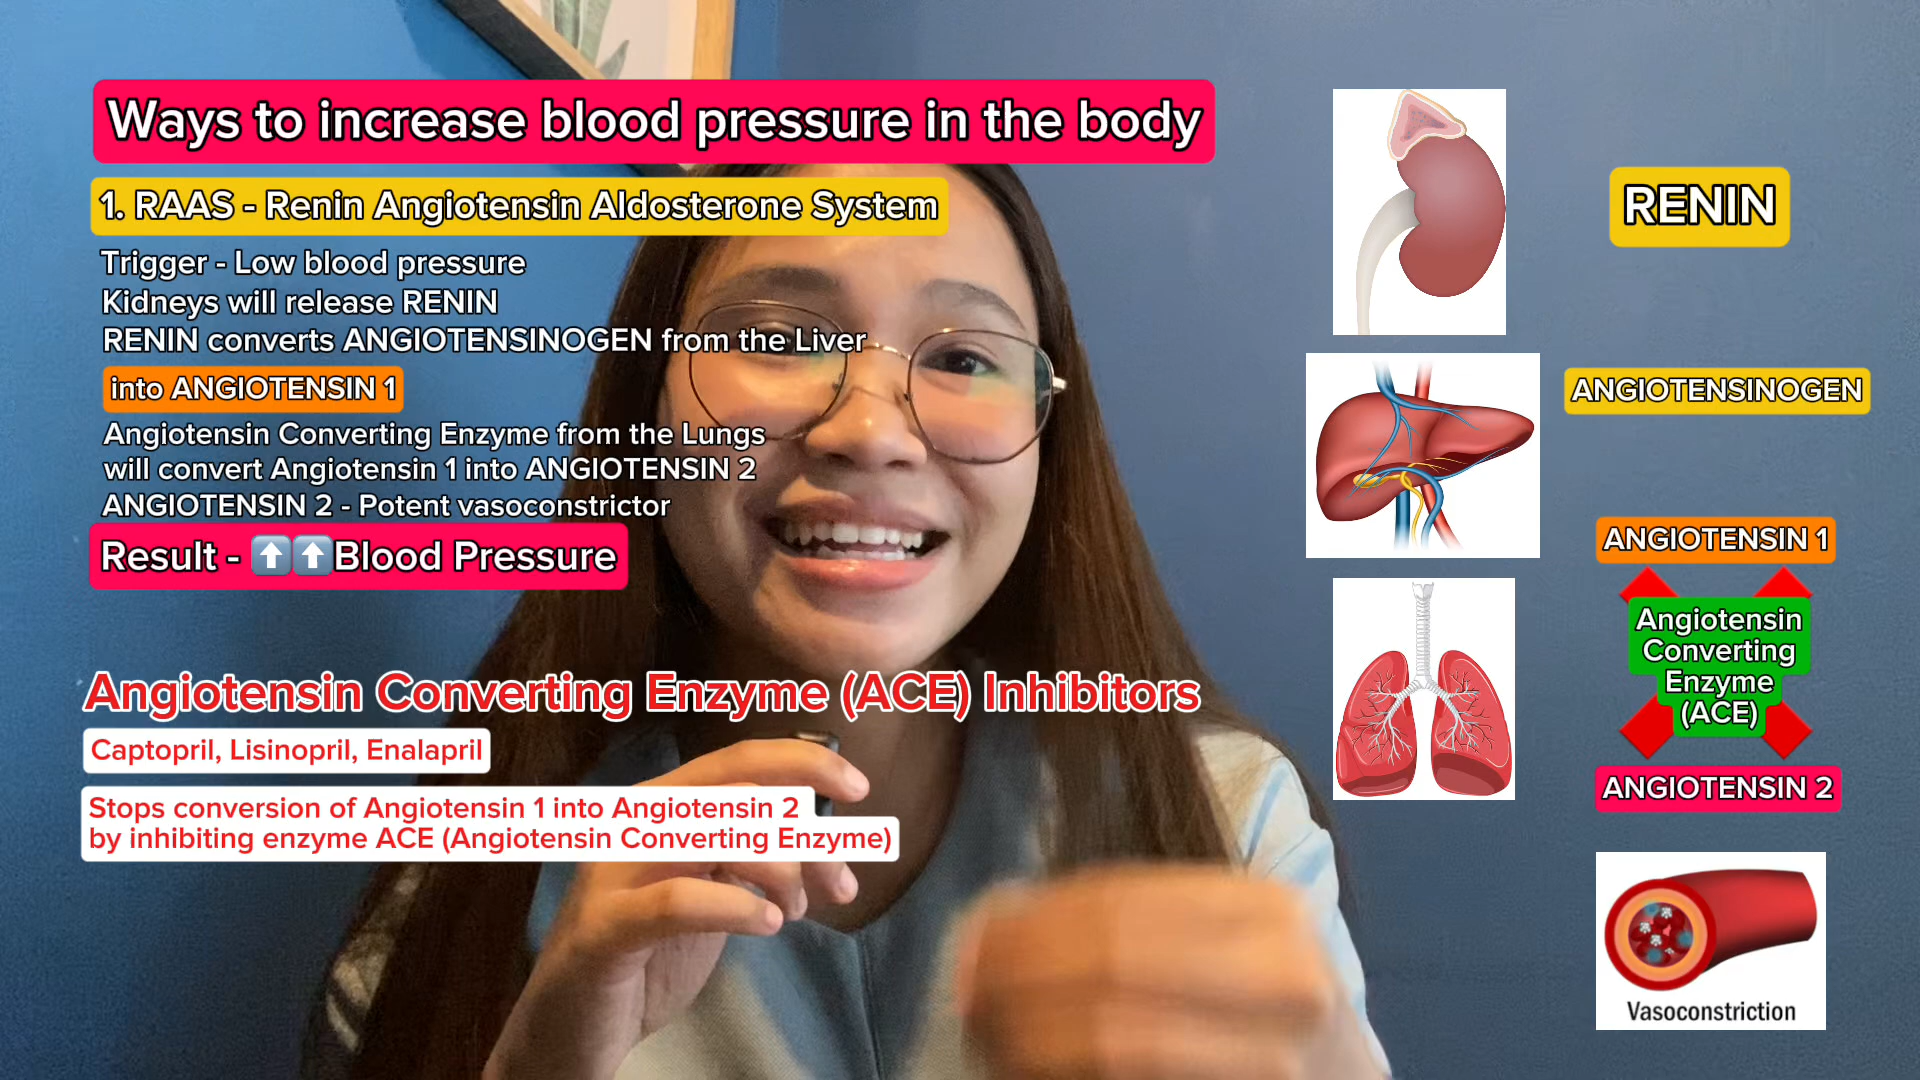 Ways to increase blood pressure in the body
1. RAAS - Renin Angiotensin Aldosterone System
Trigger - Low blood pressure
Kidneys will release RENIN
RENIN converts ANGIOTENSINOGEN from the Liver
into ANGIOTENSIN 1
Angiotensin Converting Enzyme from the Lungs
will convert Angiotensin 1 into ANGIOTENSIN 2
ANGIOTENSIN 2 - Potent vasoconstrictor
Result - ⬆️⬆️Blood Pressure
Angiotensin Converting Enzyme (ACE) Inhibitors
Captopril, Lisinopril, Enalapril
Stops conversion of Angiotensin 1 into Angiotensin 2
by inhibiting enzyme ACE (Angiotensin Converting Enzyme)
RENIN
ANGIOTENSINOGEN
ANGIOTENSIN 1
Angiotensin
Converting
Enzyme
(ACE)
ANGIOTENSIN 2
Vasoconstriction